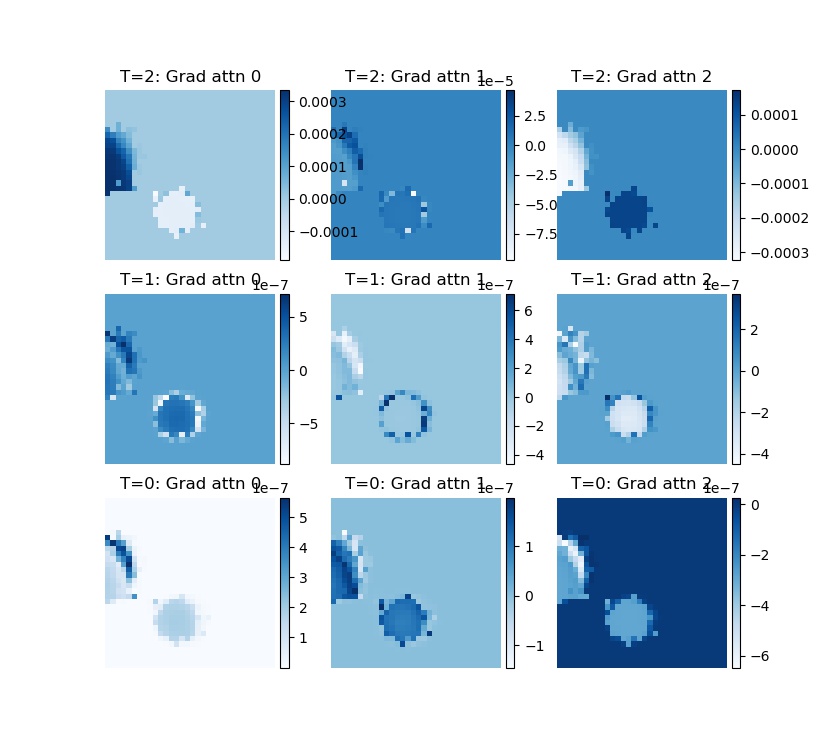 T=2: Grad attn 0
0.0003
0.0002
0.0001
0.0000
−0.0001
T=2: Grad attn 1
1e−5
2.5
0.0
−2.5
−5.0
−7.5
T=2: Grad attn 2
0.0001
0.0000
−0.0001
−0.0002
−0.0003
T=1: Grad attn 0
1e−7
5
0
−5
T=1: Grad attn 1
1e−7
6
4
2
0
−2
−4
T=1: Grad attn 2
1e−7
2
0
−2
−4
T=0: Grad attn 0
1e−7
5
4
3
2
1
T=0: Grad attn 1
1e−7
1
0
−1
T=0: Grad attn 2
1e−7
0
−2
−4
−6